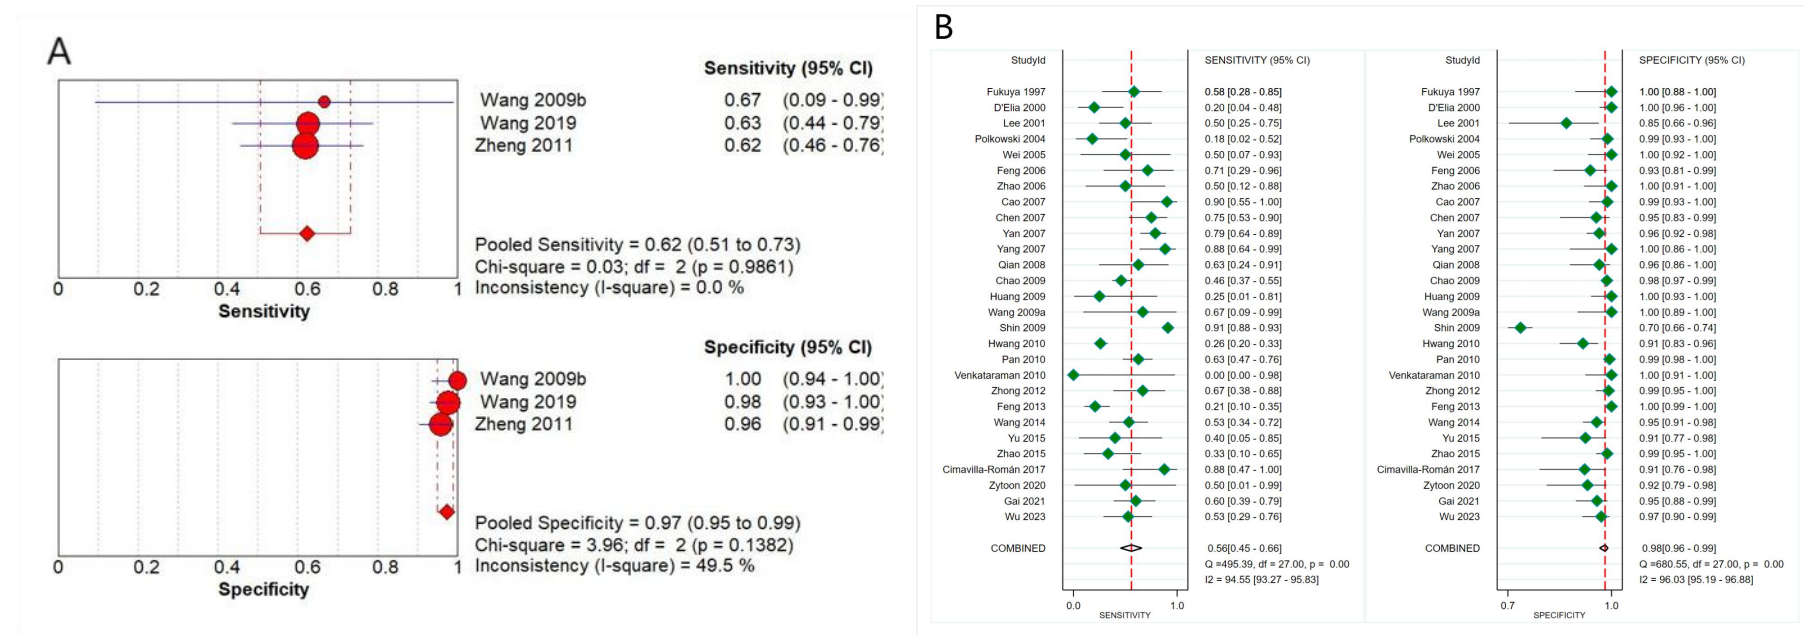 A
Sensitivity (95% CI)
Wang 2009b 0.67 (0.09 - 0.99)
Wang 2019 0.63 (0.44 - 0.79)
Zheng 2011 0.62 (0.46 - 0.76)
Pooled Sensitivity = 0.62 (0.51 to 0.73)
Chi-square = 0.03; df = 2 (p = 0.9861)
Inconsistency (I-square) = 0.0 %
0 0.2 0.4 0.6 0.8 1
Sensitivity
Specificity (95% CI)
Wang 2009b 1.00 (0.94 - 1.00)
Wang 2019 0.98 (0.93 - 1.00)
Zheng 2011 0.96 (0.91 - 0.99)
Pooled Specificity = 0.97 (0.95 to 0.99)
Chi-square = 3.96; df = 2 (p = 0.1382)
Inconsistency (I-square) = 49.5 %
0 0.2 0.4 0.6 0.8 1
Specificity
B
StudyId SENSITIVITY (95% CI)
Fukuya 1997 0.58 [0.28 - 0.85]
D'Elia 2000 0.20 [0.04 - 0.48]
Lee 2001 0.50 [0.25 - 0.75]
Polkowski 2004 0.18 [0.02 - 0.52]
Wei 2005 0.50 [0.07 - 0.93]
Feng 2006 0.71 [0.29 - 0.96]
Zhao 2006 0.50 [0.12 - 0.88]
Cao 2007 0.90 [0.55 - 1.00]
Chen 2007 0.75 [0.53 - 0.90]
Yan 2007 0.79 [0.64 - 0.89]
Yang 2007 0.88 [0.64 - 0.99]
Qian 2008 0.63 [0.24 - 0.91]
Chao 2009 0.46 [0.37 - 0.55]
Huang 2009 0.25 [0.01 - 0.81]
Wang 2009a 0.67 [0.09 - 0.99]
Shin 2009 0.91 [0.88 - 0.93]
Hwang 2010 0.26 [0.20 - 0.33]
Pan 2010 0.63 [0.47 - 0.76]
Venkataraman 2010 0.00 [0.00 - 0.98]
Zhong 2012 0.67 [0.38 - 0.88]
Feng 2013 0.21 [0.10 - 0.35]
Wang 2014 0.53 [0.34 - 0.72]
Yu 2015 0.40 [0.05 - 0.85]
Zhao 2015 0.33 [0.10 - 0.65]
Cimavilla-Román 2017 0.88 [0.47 - 1.00]
Zytoon 2020 0.50 [0.01 - 0.99]
Gai 2021 0.60 [0.39 - 0.79]
Wu 2023 0.53 [0.29 - 0.76]
COMBINED 0.56[0.45 - 0.66]
Q =495.39, df = 27.00, p = 0.00
I2 = 94.55 [93.27 - 95.83]
0.0 1.0
SENSITIVITY
StudyId SPECIFICITY (95% CI)
Fukuya 1997 1.00 [0.88 - 1.00]
D'Elia 2000 1.00 [0.96 - 1.00]
Lee 2001 0.85 [0.66 - 0.96]
Polkowski 2004 0.99 [0.93 - 1.00]
Wei 2005 1.00 [0.92 - 1.00]
Feng 2006 0.93 [0.81 - 0.99]
Zhao 2006 1.00 [0.91 - 1.00]
Cao 2007 0.99 [0.93 - 1.00]
Chen 2007 0.95 [0.83 - 0.99]
Yan 2007 0.96 [0.92 - 0.98]
Yang 2007 1.00 [0.86 - 1.00]
Qian 2008 0.96 [0.86 - 1.00]
Chao 2009 0.98 [0.97 - 0.99]
Huang 2009 1.00 [0.93 - 1.00]
Wang 2009a 1.00 [0.89 - 1.00]
Shin 2009 0.70 [0.66 - 0.74]
Hwang 2010 0.91 [0.83 - 0.96]
Pan 2010 0.99 [0.98 - 1.00]
Venkataraman 2010 1.00 [0.91 - 1.00]
Zhong 2012 0.99 [0.95 - 1.00]
Feng 2013 1.00 [0.99 - 1.00]
Wang 2014 0.95 [0.91 - 0.98]
Yu 2015 0.91 [0.77 - 0.98]
Zhao 2015 0.99 [0.95 - 1.00]
Cimavilla-Román 2017 0.91 [0.76 - 0.98]
Zytoon 2020 0.92 [0.79 - 0.98]
Gai 2021 0.95 [0.88 - 0.99]
Wu 2023 0.97 [0.90 - 0.99]
COMBINED 0.98[0.96 - 0.99]
Q =680.55, df = 27.00, p = 0.00
I2 = 96.03 [95.19 - 96.88]
0.7 1.0
SPECIFICITY